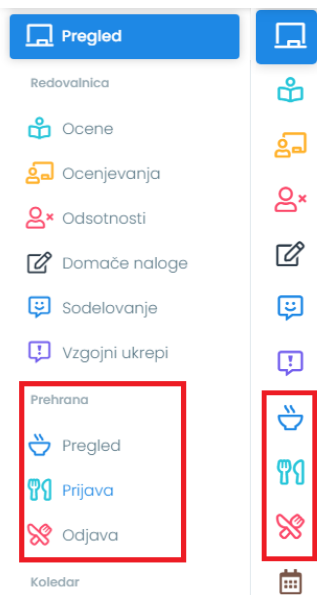 Pregled
Redovalnica
Ocene
Ocenjevanja
Odsotnosti
Domače naloge
Sodelovanje
Vzgojni ukrepi
Prehrana
Pregled
Prijava
Odjava
Koledar